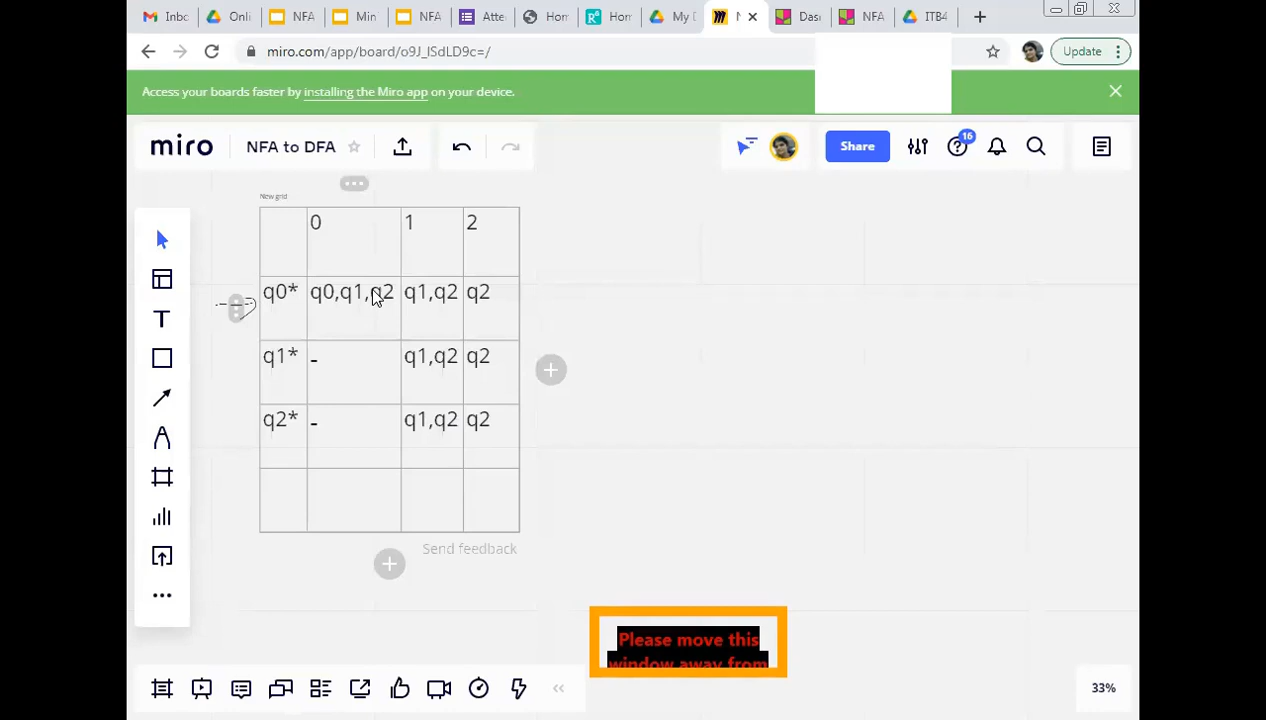 Inbo
Onli
NFA
Min
NFA
Atte
Hom
Hom
My D
N
Das
NFA
ITB4
miro.com/app/board/o9J_lSdLD9c=/
Update
Access your boards faster by installing the Miro app on your device.
miro
NFA to DFA
Share
16
New grid
0 1 2
q0* q0,q1,q2 q1,q2 q2
q1* - q1,q2 q2
q2* - q1,q2 q2
Send feedback
Please move this
window away from
33%